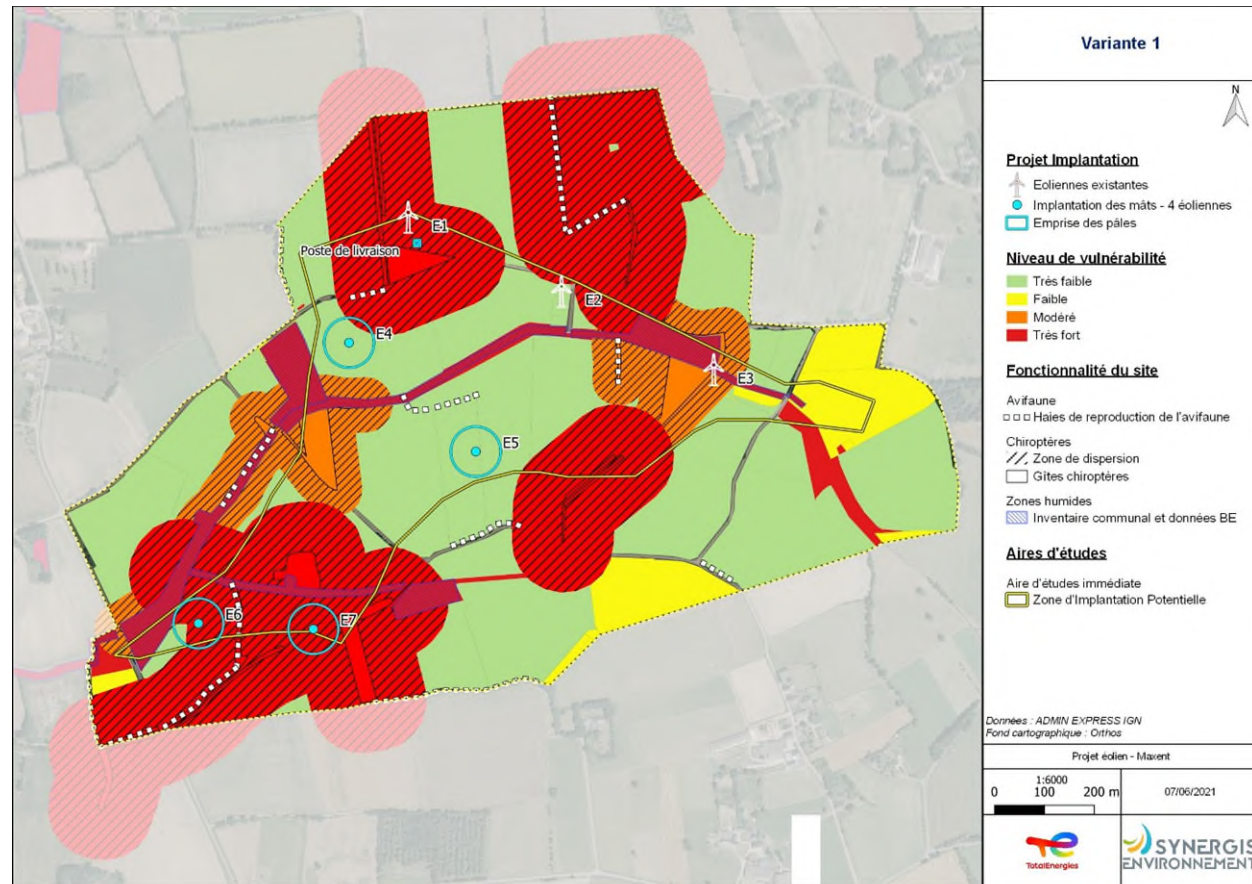 Variante 1
N
Projet Implantation
Eoliennes existantes
Implantation des mâts - 4 éoliennes
Emprise des pâles
Niveau de vulnérabilité
Très faible
Faible
Modéré
Très fort
Fonctionnalité du site
Avifaune
Haies de reproduction de l'avifaune
Chiroptères
Zone de dispersion
Gîtes chiroptères
Zones humides
Inventaire communal et données BE
Aires d'études
Aire d'études immédiate
Zone d'Implantation Potentielle
Données : ADMIN EXPRESS IGN
Fond cartographique : Orthos
Projet éolien - Maxent
1:6000
0 100 200 m
07/06/2021
TotalEnergies
SYNERGIS
ENVIRONNEMENT
E1
Poste de livraison
E2
E4
E3
E5
E6
E7